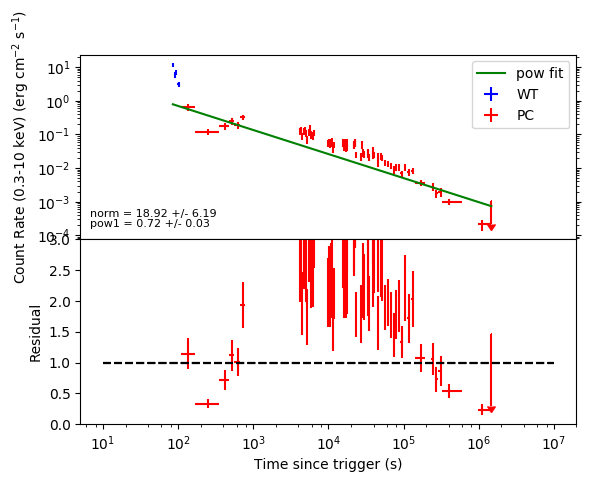 Count Rate (0.3-10 keV) (erg cm⁻² s⁻¹)
10¹
10⁰
10⁻¹
10⁻²
10⁻³
10⁻⁴
pow fit
WT
PC
norm = 18.92 +/- 6.19
pow1 = 0.72 +/- 0.03
Residual
3.0
2.5
2.0
1.5
1.0
0.5
0.0
10¹ 10² 10³ 10⁴ 10⁵ 10⁶ 10⁷
Time since trigger (s)